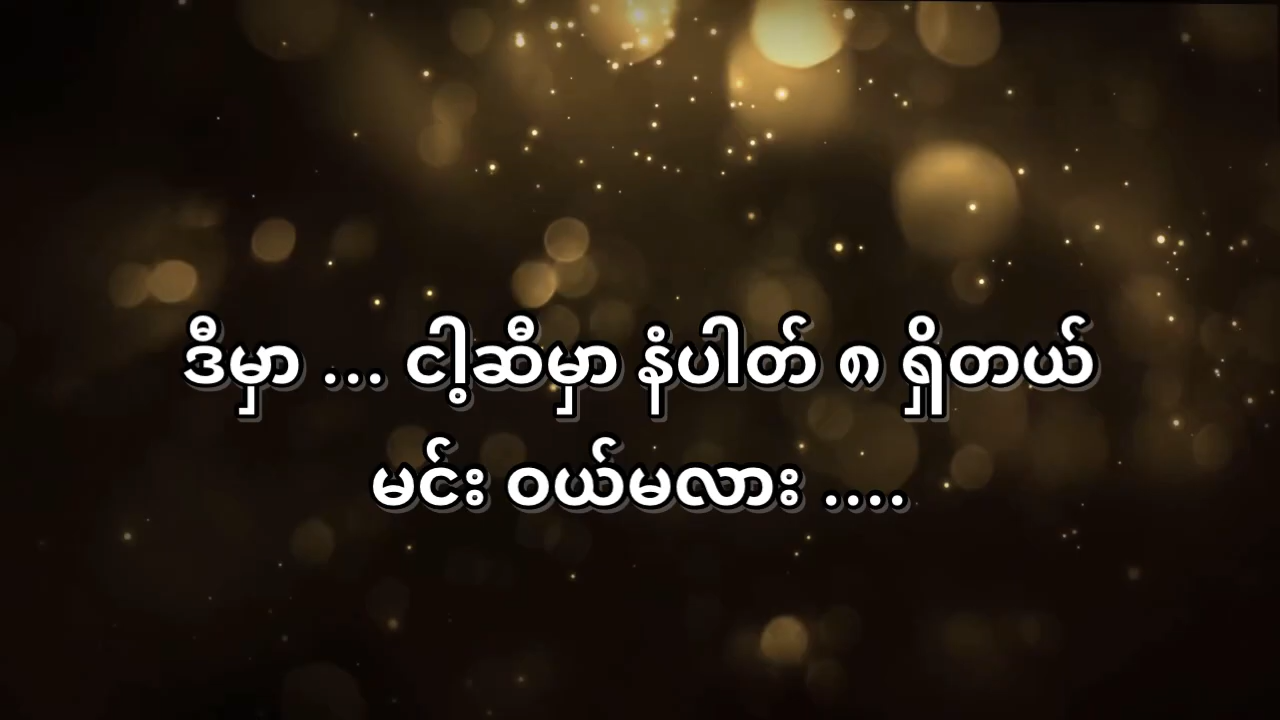 ဒီမှာ ... ငါ့ဆီမှာ နံပါတ် ၈ ရှိတယ်
မင်း ဝယ်မလား ....